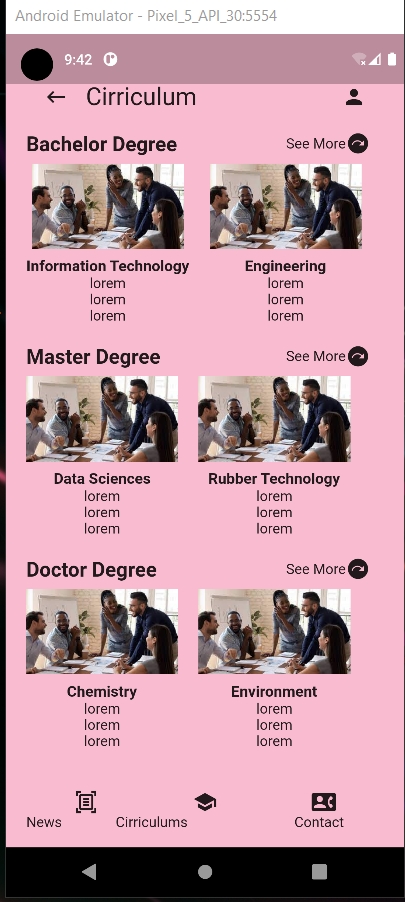 Android Emulator - Pixel_5_API_30:5554
9:42
Cirriculum
Bachelor Degree See More
Information Technology Engineering
lorem lorem
lorem lorem
lorem lorem
Master Degree See More
Data Sciences Rubber Technology
lorem lorem
lorem lorem
lorem lorem
Doctor Degree See More
Chemistry Environment
lorem lorem
lorem lorem
lorem lorem
News Cirriculums Contact